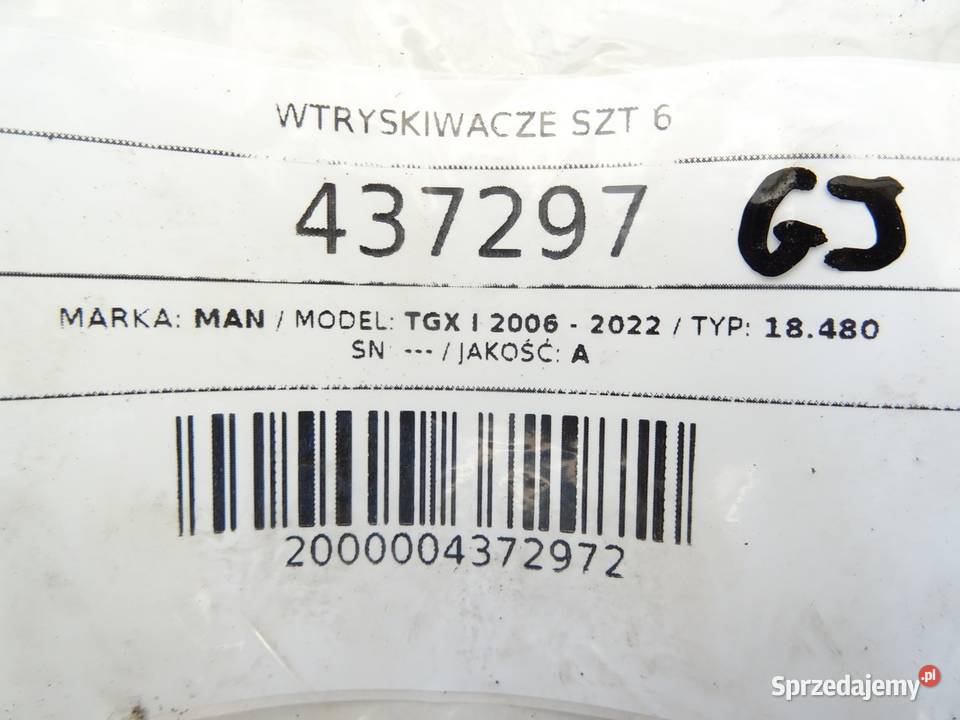 WTRYSKIWACZE SZT 6
437297 GJ
MARKA: MAN / MODEL: TGX I 2006 - 2022 / TYP: 18.480
SN --- / JAKOŚĆ: A
2000004372972
Sprzedajemy.pl